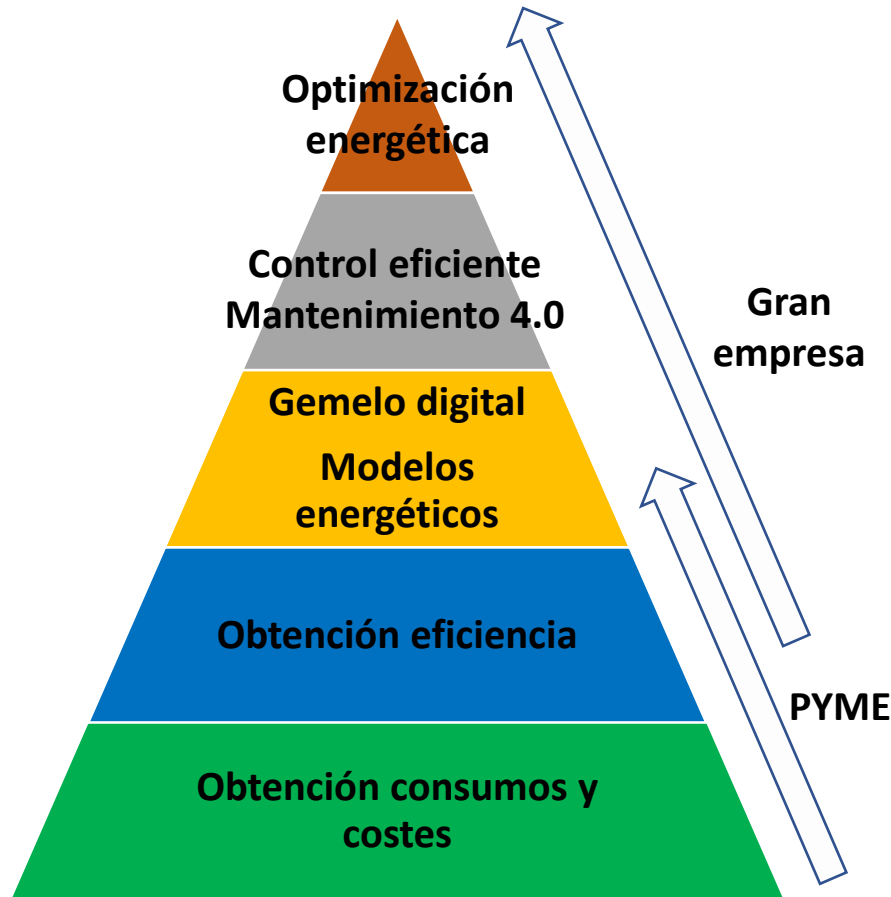 Optimización
energética
Control eficiente
Mantenimiento 4.0
Gran
empresa
Gemelo digital
Modelos
energéticos
Obtención eficiencia
PYME
Obtención consumos y
costes